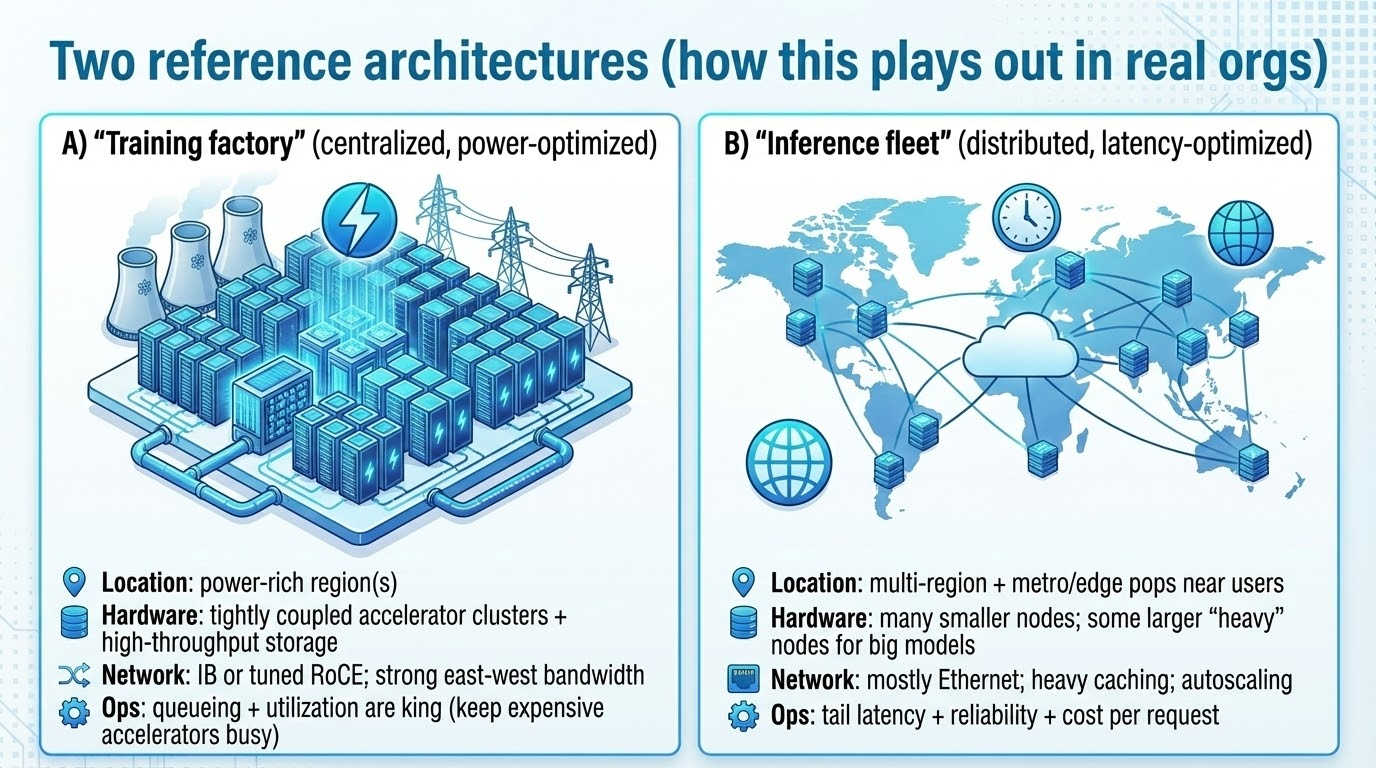 Two reference architectures (how this plays out in real orgs)
A) “Training factory” (centralized, power-optimized)
Location: power-rich region(s)
Hardware: tightly coupled accelerator clusters +
high-throughput storage
Network: IB or tuned RoCE; strong east-west bandwidth
Ops: queueing + utilization are king (keep expensive
accelerators busy)
B) “Inference fleet” (distributed, latency-optimized)
Location: multi-region + metro/edge pops near users
Hardware: many smaller nodes; some larger “heavy”
nodes for big models
Network: mostly Ethernet; heavy caching; autoscaling
Ops: tail latency + reliability + cost per request